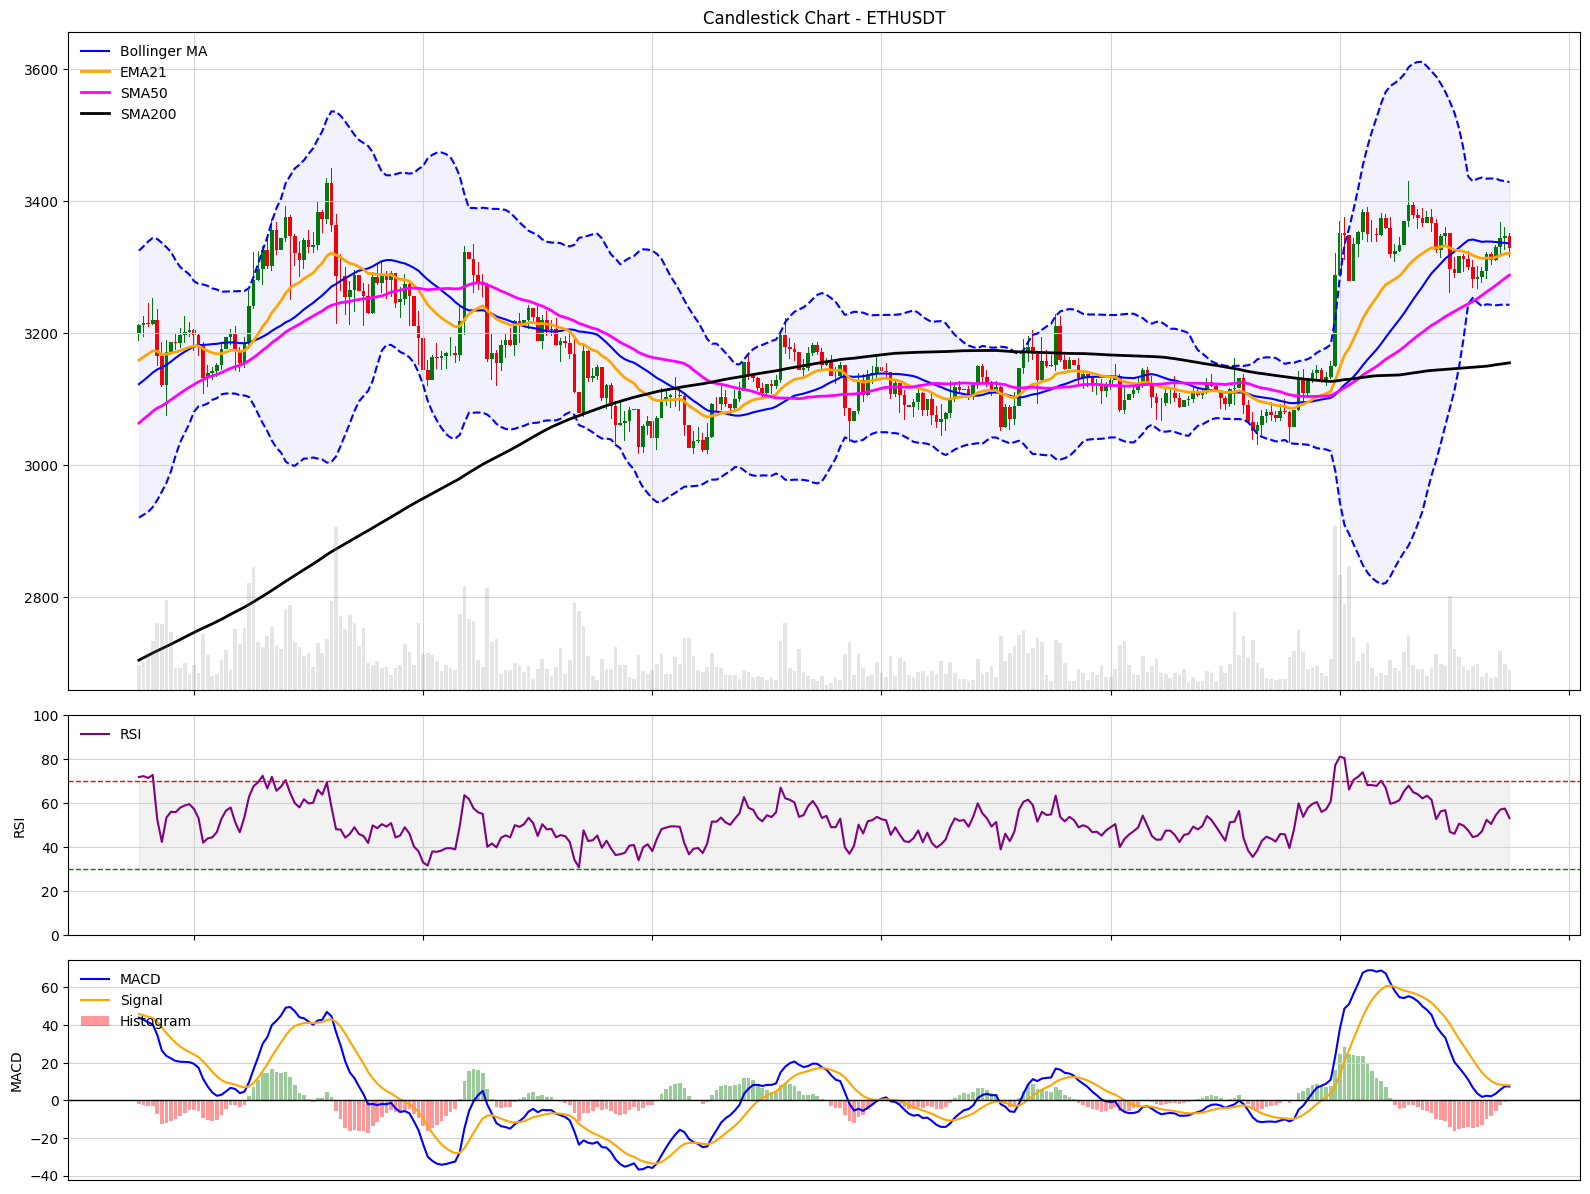 Candlestick Chart - ETHUSDT
Bollinger MA
EMA21
SMA50
SMA200
3600
3400
3200
3000
2800
RSI
100
80
60
40
20
0
RSI
MACD
Signal
Histogram
60
40
20
0
−20
−40
MACD